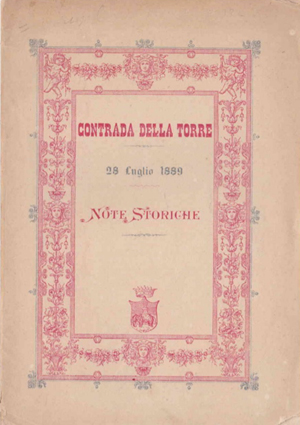 CONTRADA DELLA TORRE
28 Luglio 1889
NOTE STORICHE